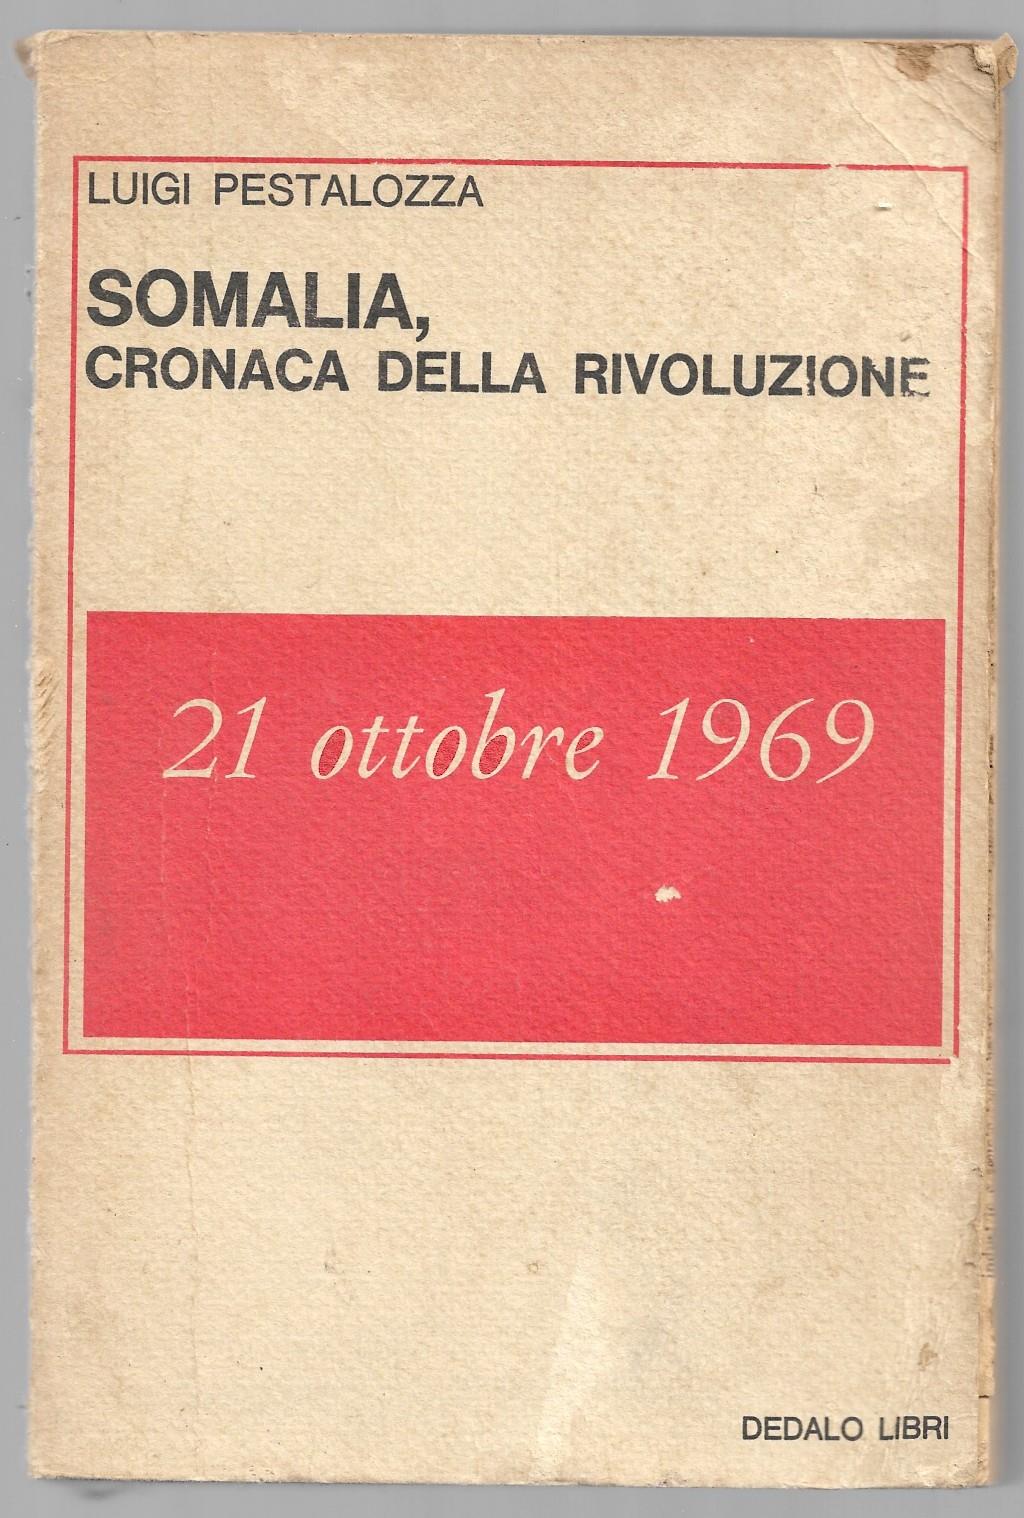 LUIGI PESTALOZZA
SOMALIA,
CRONACA DELLA RIVOLUZIONE
21 ottobre 1969
DEDALO LIBRI